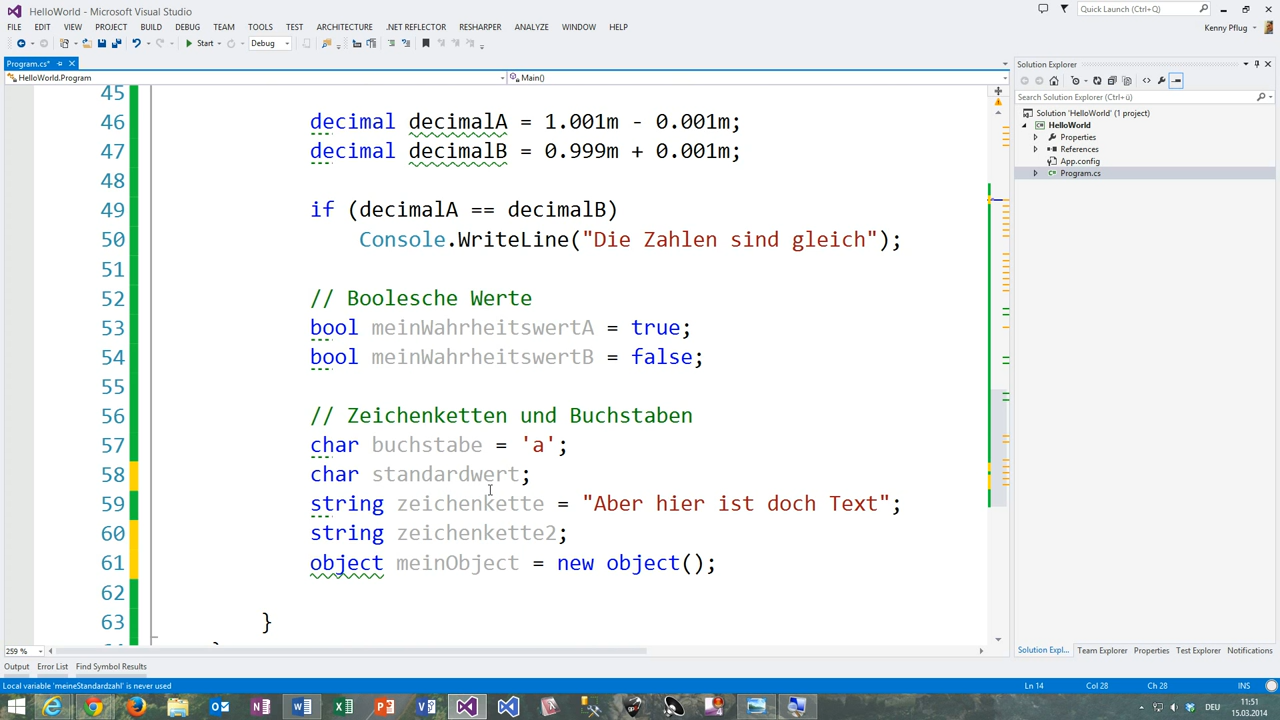 HelloWorld - Microsoft Visual Studio
Quick Launch (Ctrl+Q)
FILE EDIT VIEW PROJECT BUILD DEBUG TEAM TOOLS TEST ARCHITECTURE .NET REFLECTOR RESHARPER ANALYZE WINDOW HELP
Kenny Pflug
Start Debug
Program.cs*
HelloWorld.Program
Main()
45
46 decimal decimalA = 1.001m - 0.001m;
47 decimal decimalB = 0.999m + 0.001m;
48
49 if (decimalA == decimalB)
50 Console.WriteLine("Die Zahlen sind gleich");
51
52 // Boolesche Werte
53 bool meinWahrheitswertA = true;
54 bool meinWahrheitswertB = false;
55
56 // Zeichenketten und Buchstaben
57 char buchstabe = 'a';
58 char standardwert;
59 string zeichenkette = "Aber hier ist doch Text";
60 string zeichenkette2;
61 object meinObject = new object();
62
63 }
259 %
Solution Explorer
Search Solution Explorer (Ctrl+ü)
Solution 'HelloWorld' (1 project)
HelloWorld
Properties
References
App.config
Program.cs
Solution Expl... Team Explorer Properties Test Explorer Notifications
Output Error List Find Symbol Results
Local variable 'meineStandardzahl' is never used
Ln 14 Col 28 Ch 28 INS
DEU
11:51
15.03.2014